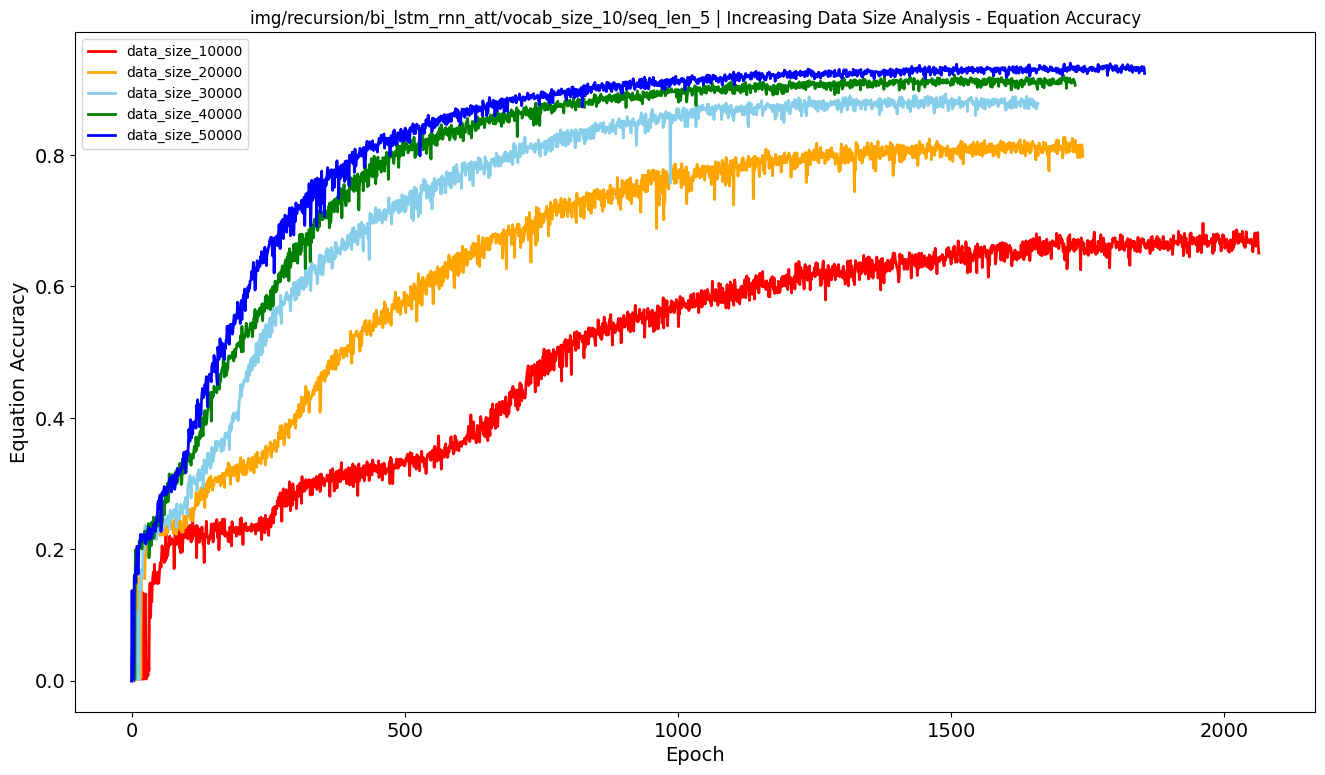 img/recursion/bi_lstm_rnn_att/vocab_size_10/seq_len_5 | Increasing Data Size Analysis - Equation Accuracy
data_size_10000
data_size_20000
data_size_30000
data_size_40000
data_size_50000
Equation Accuracy
0.8
0.6
0.4
0.2
0.0
0 500 1000 1500 2000
Epoch